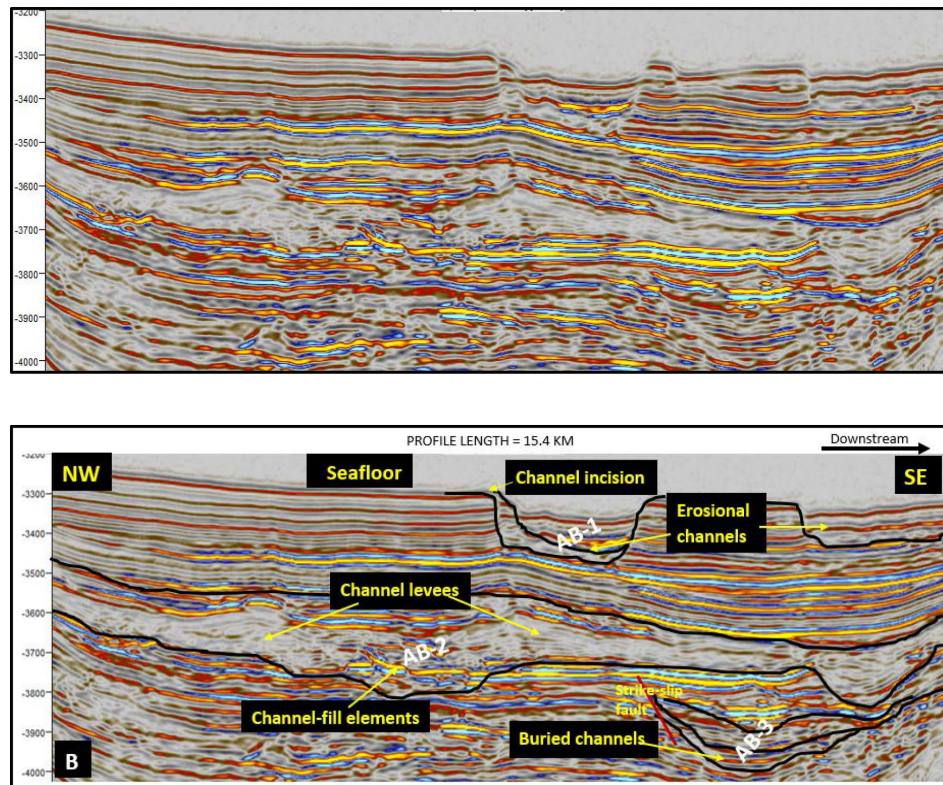 -3200
-3300
-3400
-3500
-3600
-3700
-3800
-3900
-4000
PROFILE LENGTH = 15.4 KM
Downstream
-3200
NW
Seafloor
Channel incision
SE
-3300
Erosional
channels
AB-1
-3400
-3500
Channel levees
-3600
AB-2
-3700
Strike-slip
fault
-3800
Channel-fill elements
Buried channels
AB-3
-3900
B
-4000